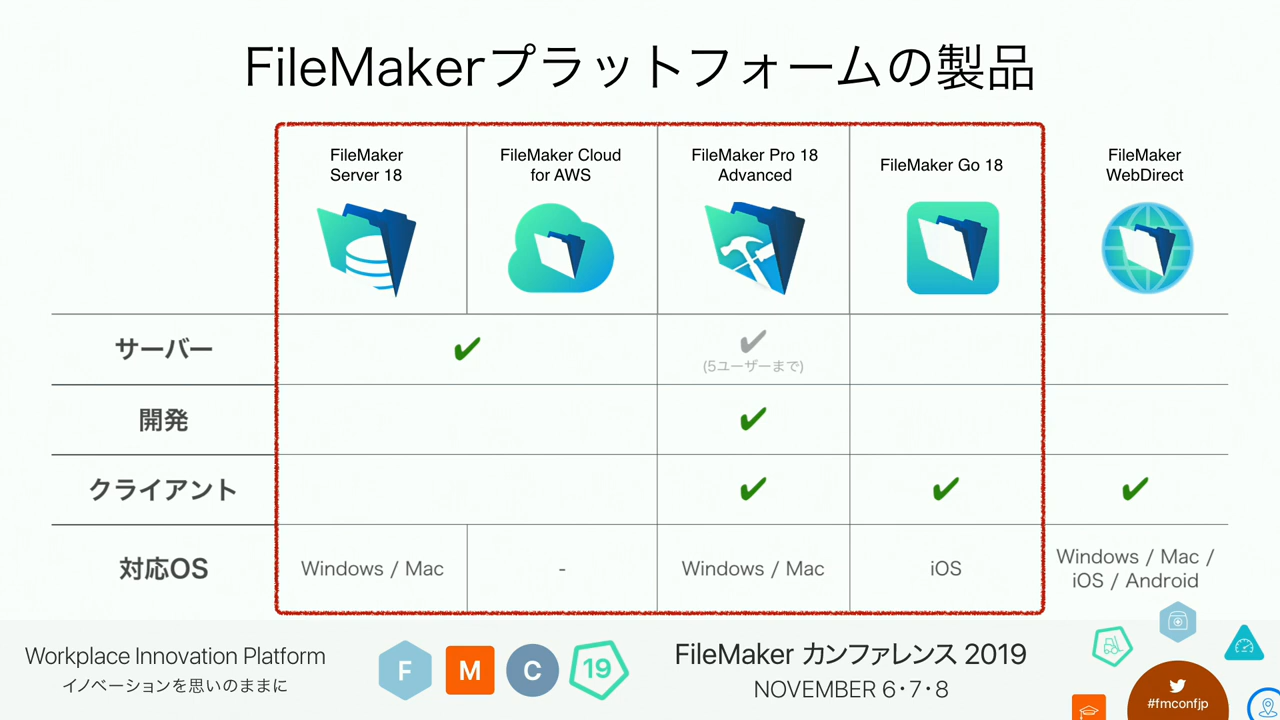 FileMakerプラットフォームの製品
FileMaker
Server 18
FileMaker Cloud
for AWS
FileMaker Pro 18
Advanced
FileMaker Go 18
FileMaker
WebDirect
サーバー
✔
✔
(5ユーザーまで)
開発
✔
クライアント
✔
✔
✔
対応OS
Windows / Mac
-
Windows / Mac
iOS
Windows / Mac /
iOS / Android
Workplace Innovation Platform
イノベーションを思いのままに
F
M
C
19
FileMaker カンファレンス 2019
NOVEMBER 6・7・8
#fmconfjp